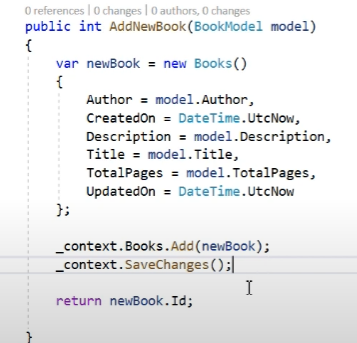 0 references | 0 changes | 0 authors, 0 changes
public int AddNewBook(BookModel model)
{
var newBook = new Books()
{
Author = model.Author,
CreatedOn = DateTime.UtcNow,
Description = model.Description,
Title = model.Title,
TotalPages = model.TotalPages,
UpdatedOn = DateTime.UtcNow
};
_context.Books.Add(newBook);
_context.SaveChanges();
return newBook.Id;
}